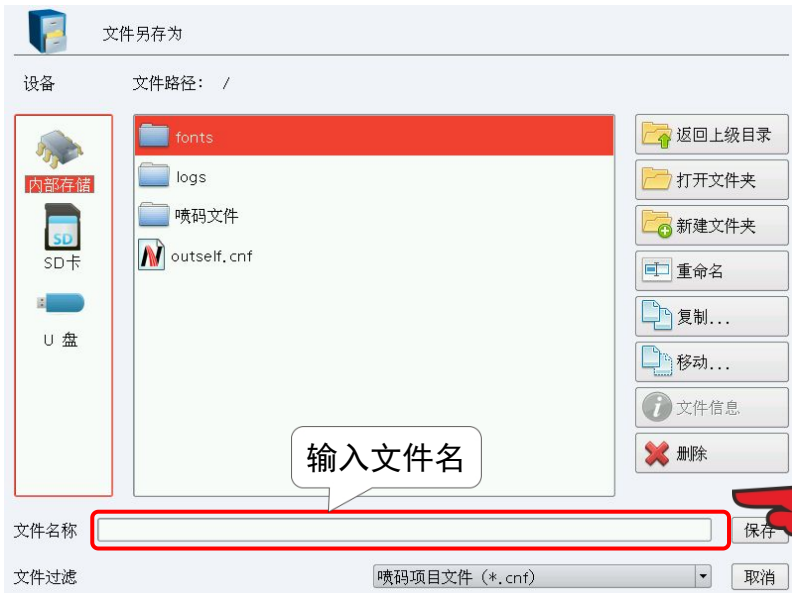 文件另存为
设备
文件路径： /
fonts
返回上级目录
内部存储
logs
打开文件夹
喷码文件
新建文件夹
SD
SD卡
outself.cnf
重命名
复制...
U 盘
移动...
文件信息
输入文件名
删除
文件名称
保存
文件过滤
喷码项目文件 (*.cnf)
取消